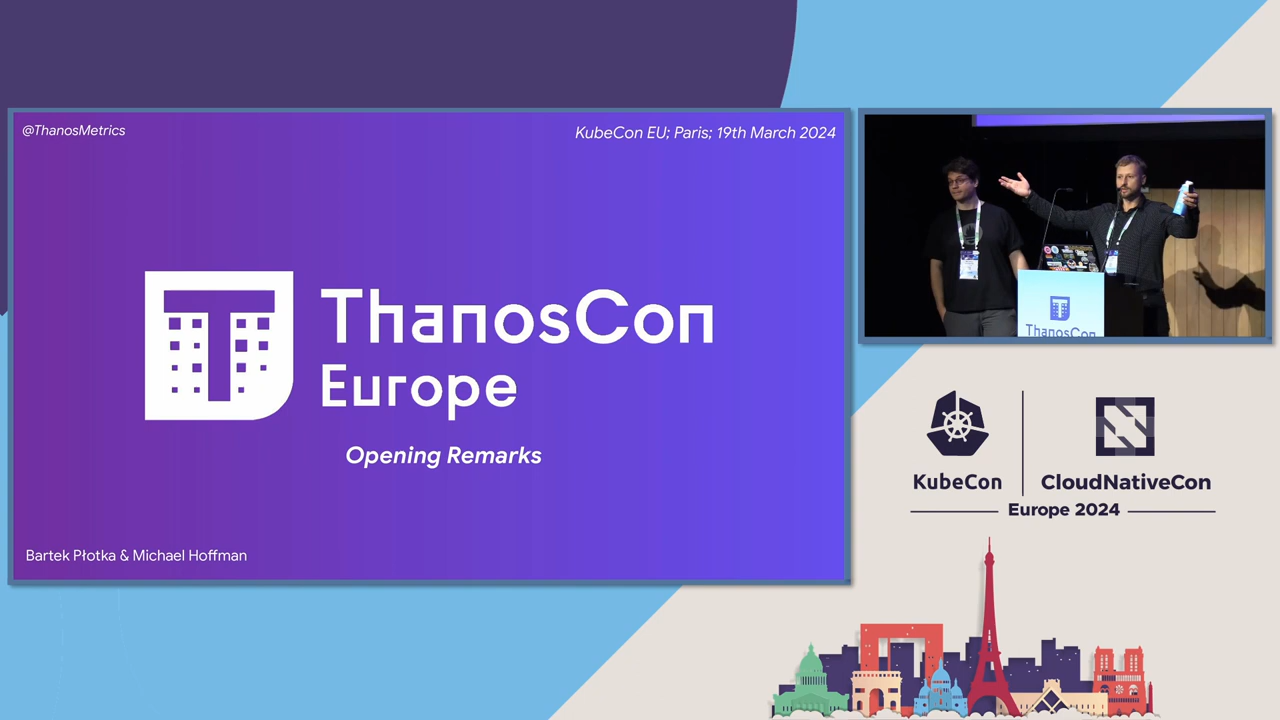 @ThanosMetrics
KubeCon EU; Paris; 19th March 2024
ThanosCon
Europe
Opening Remarks
Bartek Płotka & Michael Hoffman
ThanosCon
KubeCon
CloudNativeCon
Europe 2024